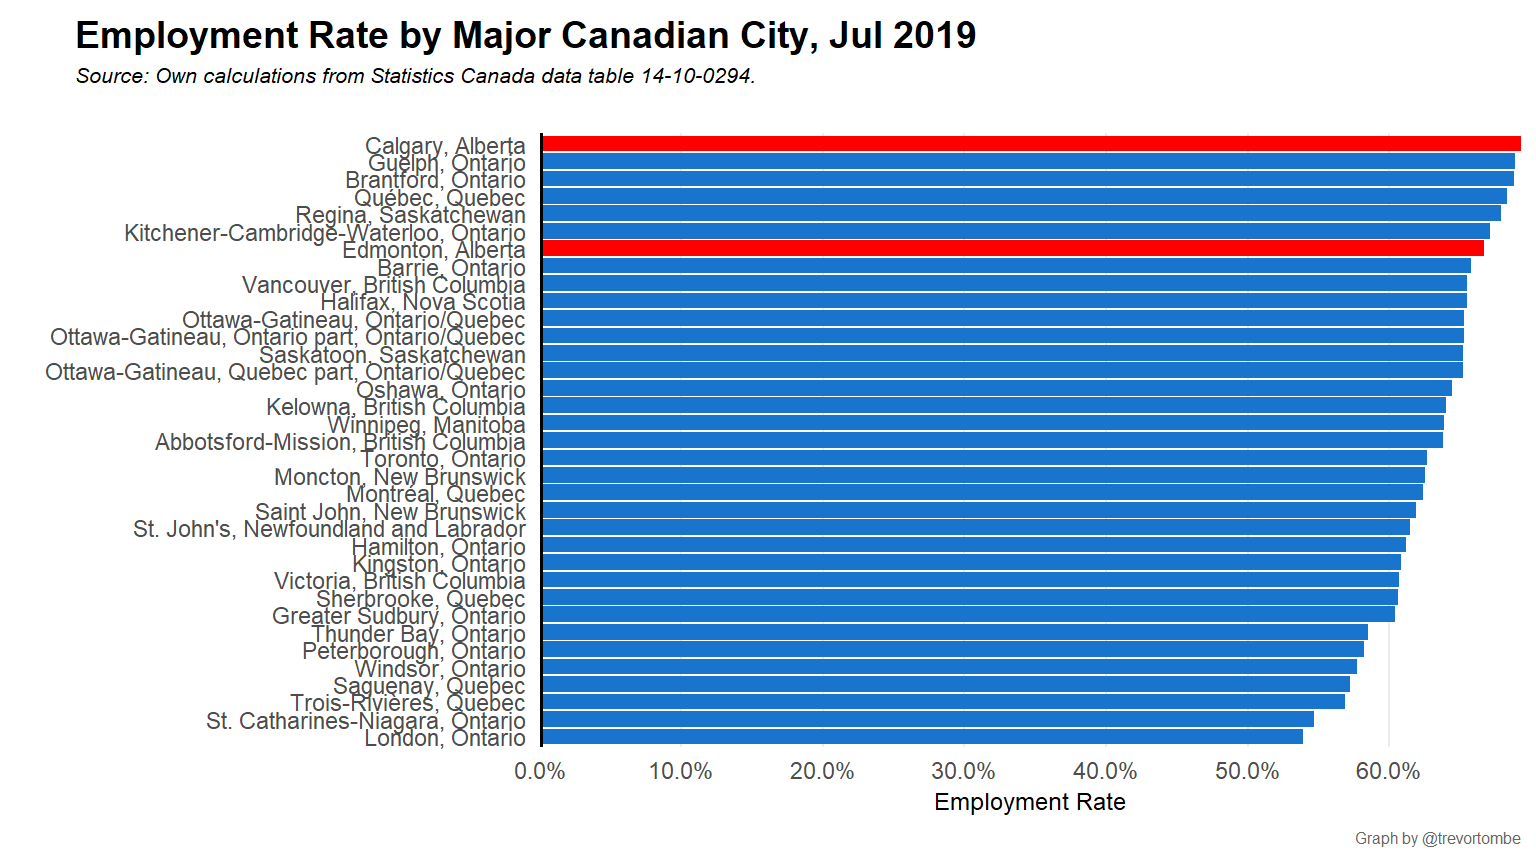 Employment Rate by Major Canadian City, Jul 2019
Source: Own calculations from Statistics Canada data table 14-10-0294.
Calgary, Alberta
Guelph, Ontario
Brantford, Ontario
Québec, Quebec
Regina, Saskatchewan
Kitchener-Cambridge-Waterloo, Ontario
Edmonton, Alberta
Barrie, Ontario
Vancouver, British Columbia
Halifax, Nova Scotia
Ottawa-Gatineau, Ontario/Quebec
Ottawa-Gatineau, Ontario part, Ontario/Quebec
Saskatoon, Saskatchewan
Ottawa-Gatineau, Quebec part, Ontario/Quebec
Oshawa, Ontario
Kelowna, British Columbia
Winnipeg, Manitoba
Abbotsford-Mission, British Columbia
Toronto, Ontario
Moncton, New Brunswick
Montréal, Quebec
Saint John, New Brunswick
St. John's, Newfoundland and Labrador
Hamilton, Ontario
Kingston, Ontario
Victoria, British Columbia
Sherbrooke, Quebec
Greater Sudbury, Ontario
Thunder Bay, Ontario
Peterborough, Ontario
Windsor, Ontario
Saguenay, Quebec
Trois-Rivières, Quebec
St. Catharines-Niagara, Ontario
London, Ontario
0.0% 10.0% 20.0% 30.0% 40.0% 50.0% 60.0%
Employment Rate
Graph by @trevortombe